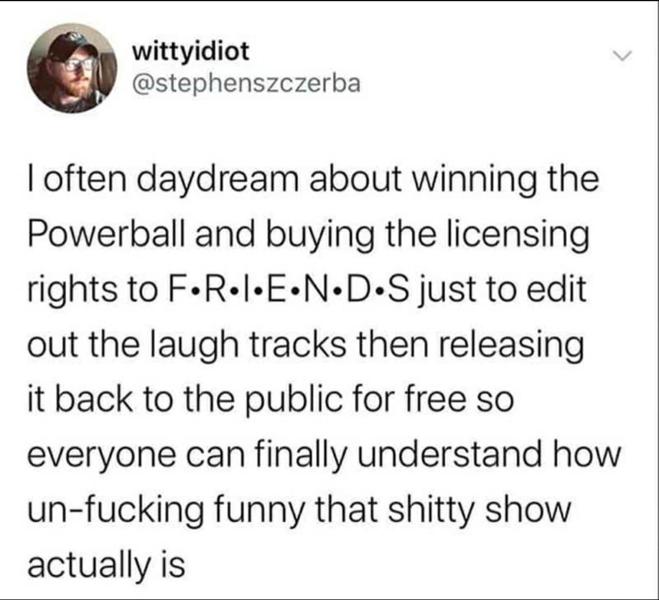 wittyidiot
@stephenszczerba
I often daydream about winning the
Powerball and buying the licensing
rights to F•R•I•E•N•D•S just to edit
out the laugh tracks then releasing
it back to the public for free so
everyone can finally understand how
un-fucking funny that shitty show
actually is